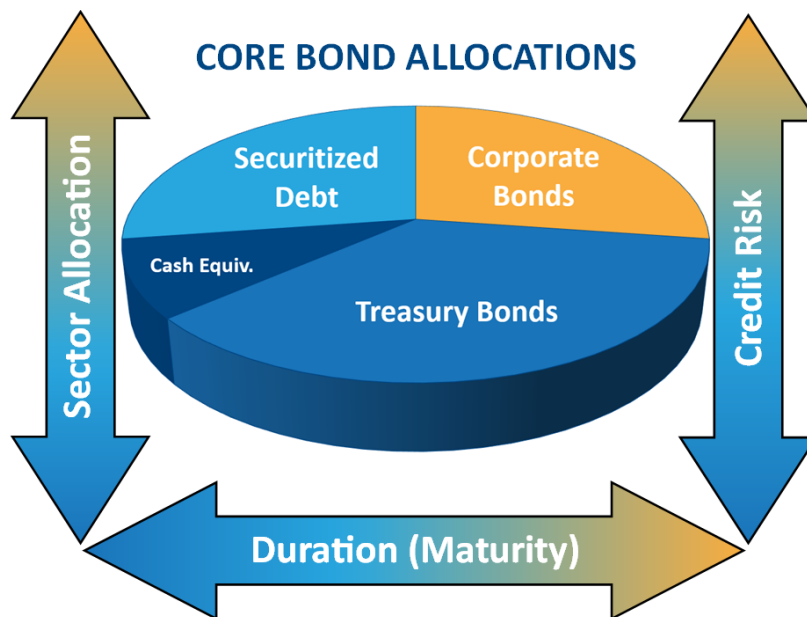 CORE BOND ALLOCATIONS
Securitized
Debt
Corporate
Bonds
Cash Equiv.
Treasury Bonds
Sector Allocation
Credit Risk
Duration (Maturity)